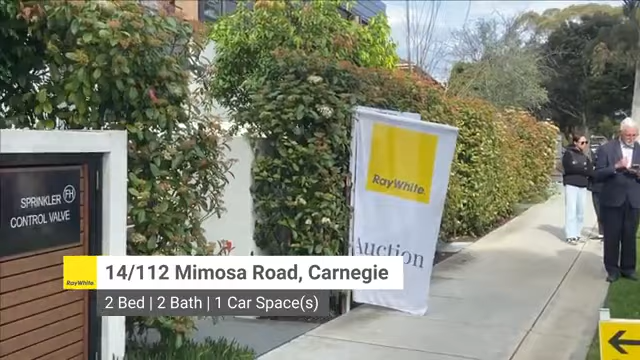 SPRINKLER FH
CONTROL VALVE
RayWhite
Auction
RayWhite
14/112 Mimosa Road, Carnegie
2 Bed | 2 Bath | 1 Car Space(s)